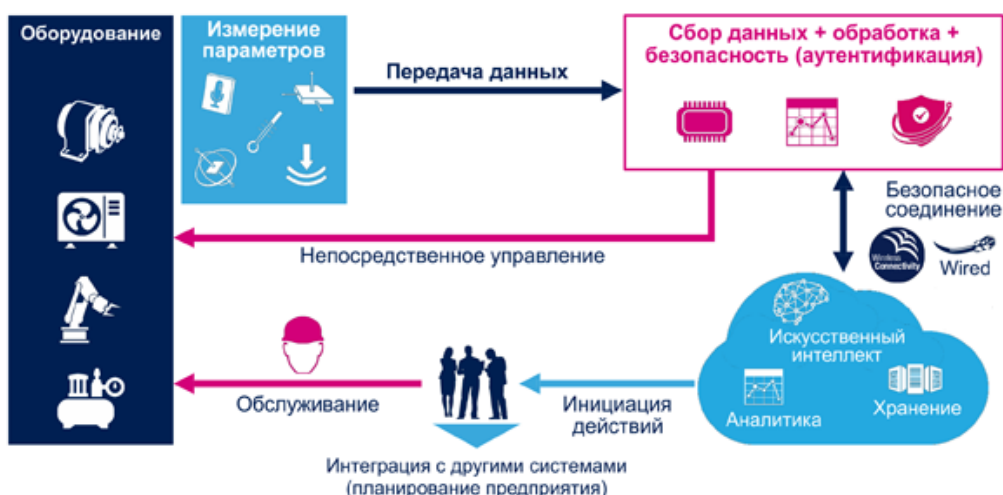 Оборудование
Измерение
параметров
Передача данных
Сбор данных + обработка +
безопасность (аутентификация)
Непосредственное управление
Безопасное
соединение
Wireless
Connectivity
Wired
Искусственный
интеллект
Аналитика
Хранение
Обслуживание
Инициация
действий
Интеграция с другими системами
(планирование предприятия)